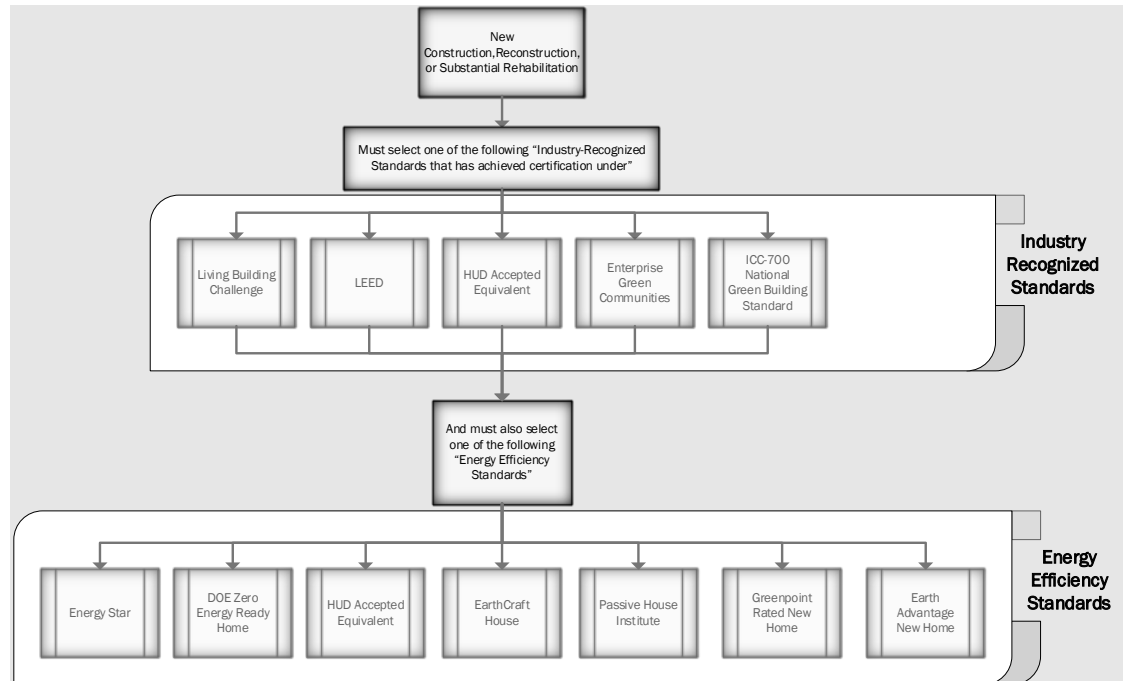 New
Construction,Reconstruction,
or Substantial Rehabilitation
Must select one of the following “Industry-Recognized
Standards that has achieved certification under”
Living Building
Challenge
LEED
HUD Accepted
Equivalent
Enterprise
Green
Communities
ICC-700
National
Green Building
Standard
Industry
Recognized
Standards
And must also select
one of the following
“Energy Efficiency
Standards”
Energy Star
DOE Zero
Energy Ready
Home
HUD Accepted
Equivalent
EarthCraft
House
Passive House
Institute
Greenpoint
Rated New
Home
Earth
Advantage
New Home
Energy
Efficiency
Standards